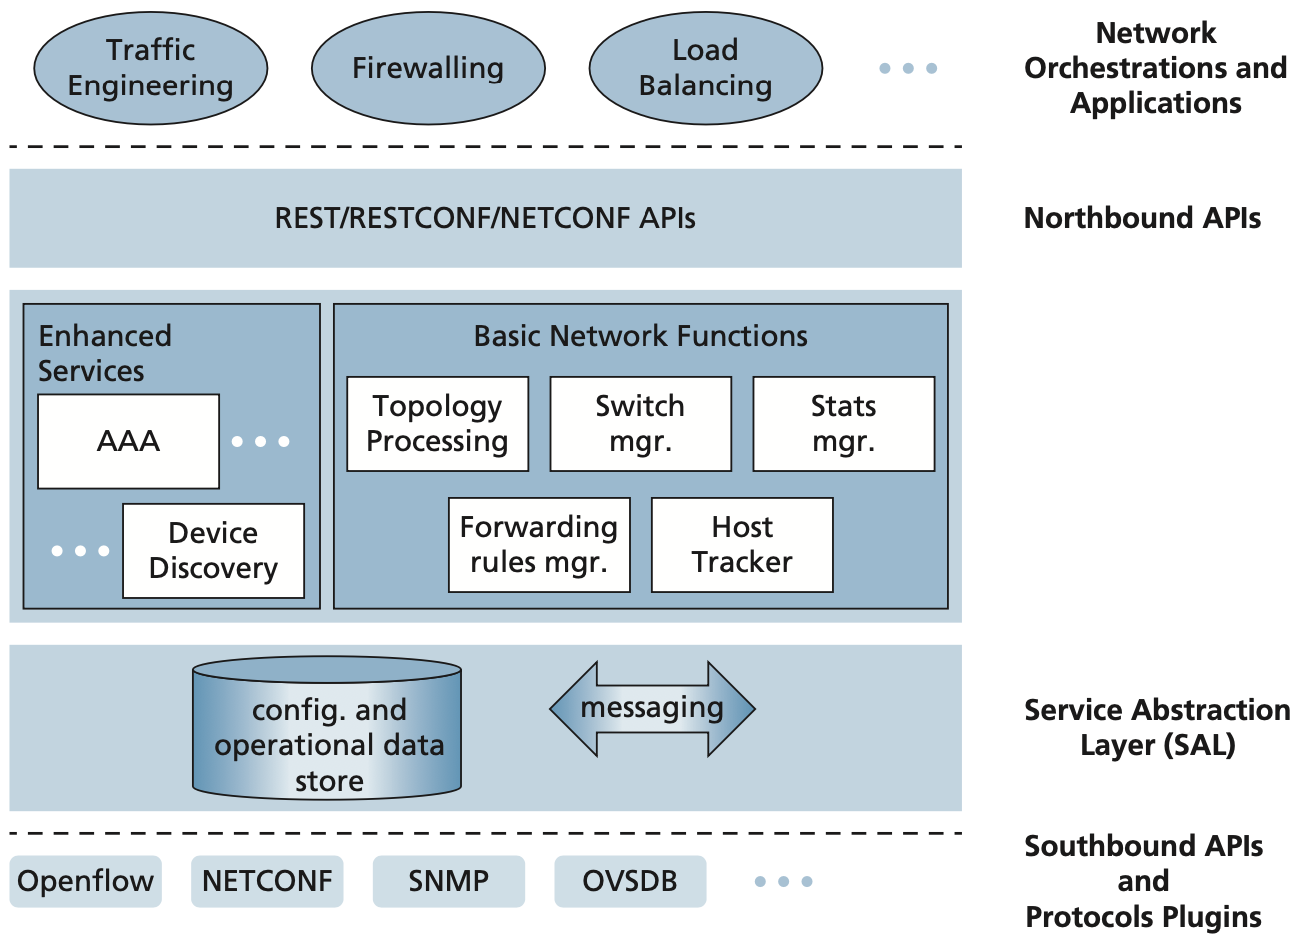 Traffic
Engineering
Firewalling
Load
Balancing
Network
Orchestrations and
Applications
REST/RESTCONF/NETCONF APIs
Northbound APIs
Enhanced
Services
AAA
Device
Discovery
Basic Network Functions
Topology
Processing
Switch
mgr.
Stats
mgr.
Forwarding
rules mgr.
Host
Tracker
config. and
operational data
store
messaging
Service Abstraction
Layer (SAL)
Openflow
NETCONF
SNMP
OVSDB
Southbound APIs
and
Protocols Plugins